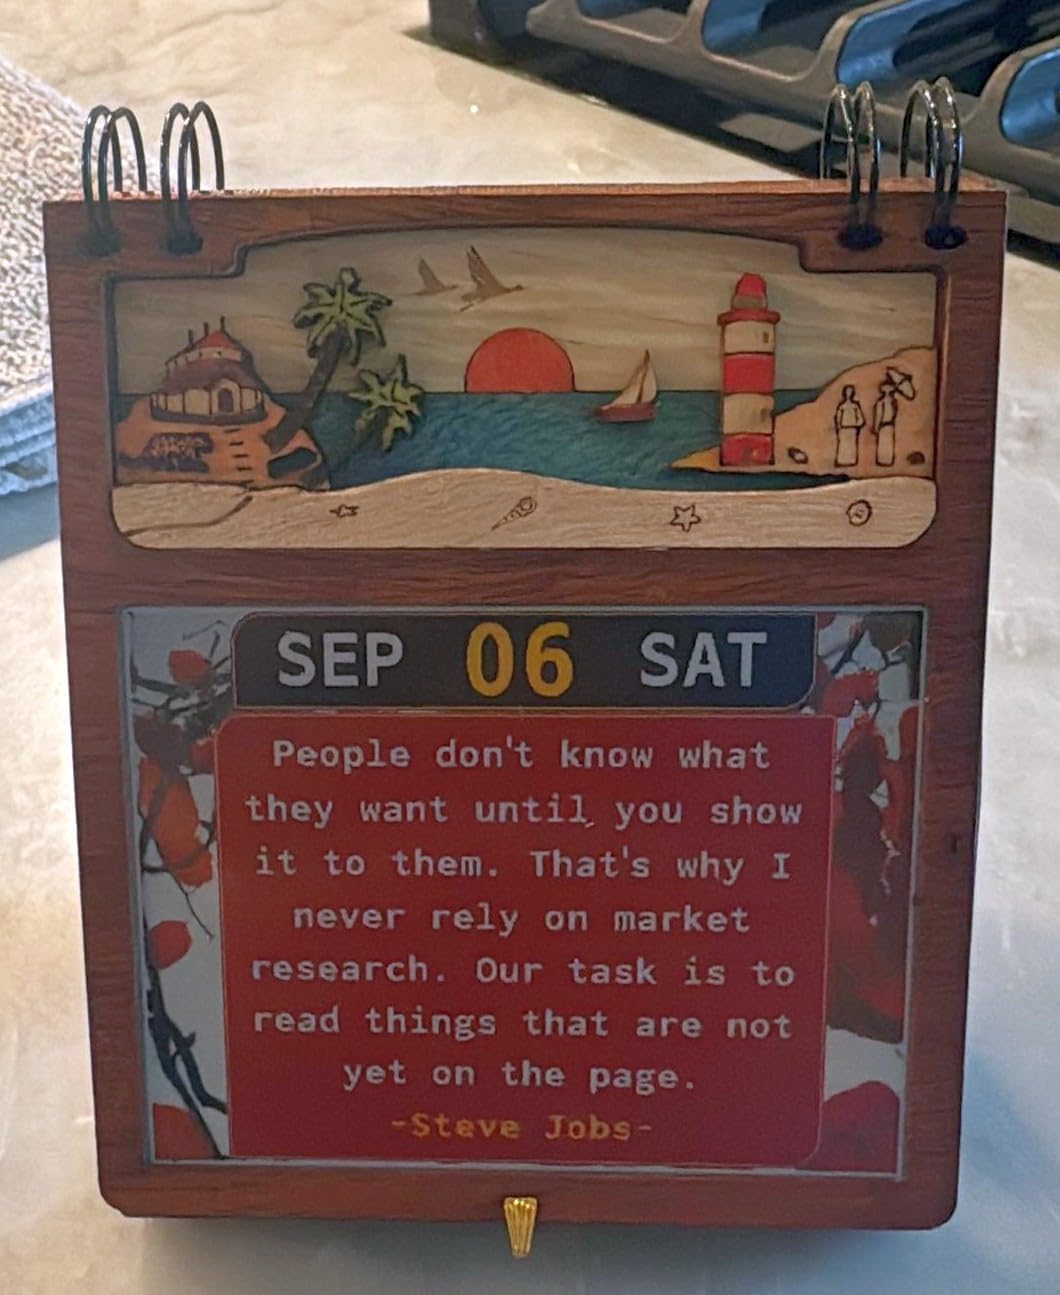 SEP 06 SAT
People don't know what
they want until you show
it to them. That's why I
never rely on market
research. Our task is to
read things that are not
yet on the page.
-Steve Jobs-